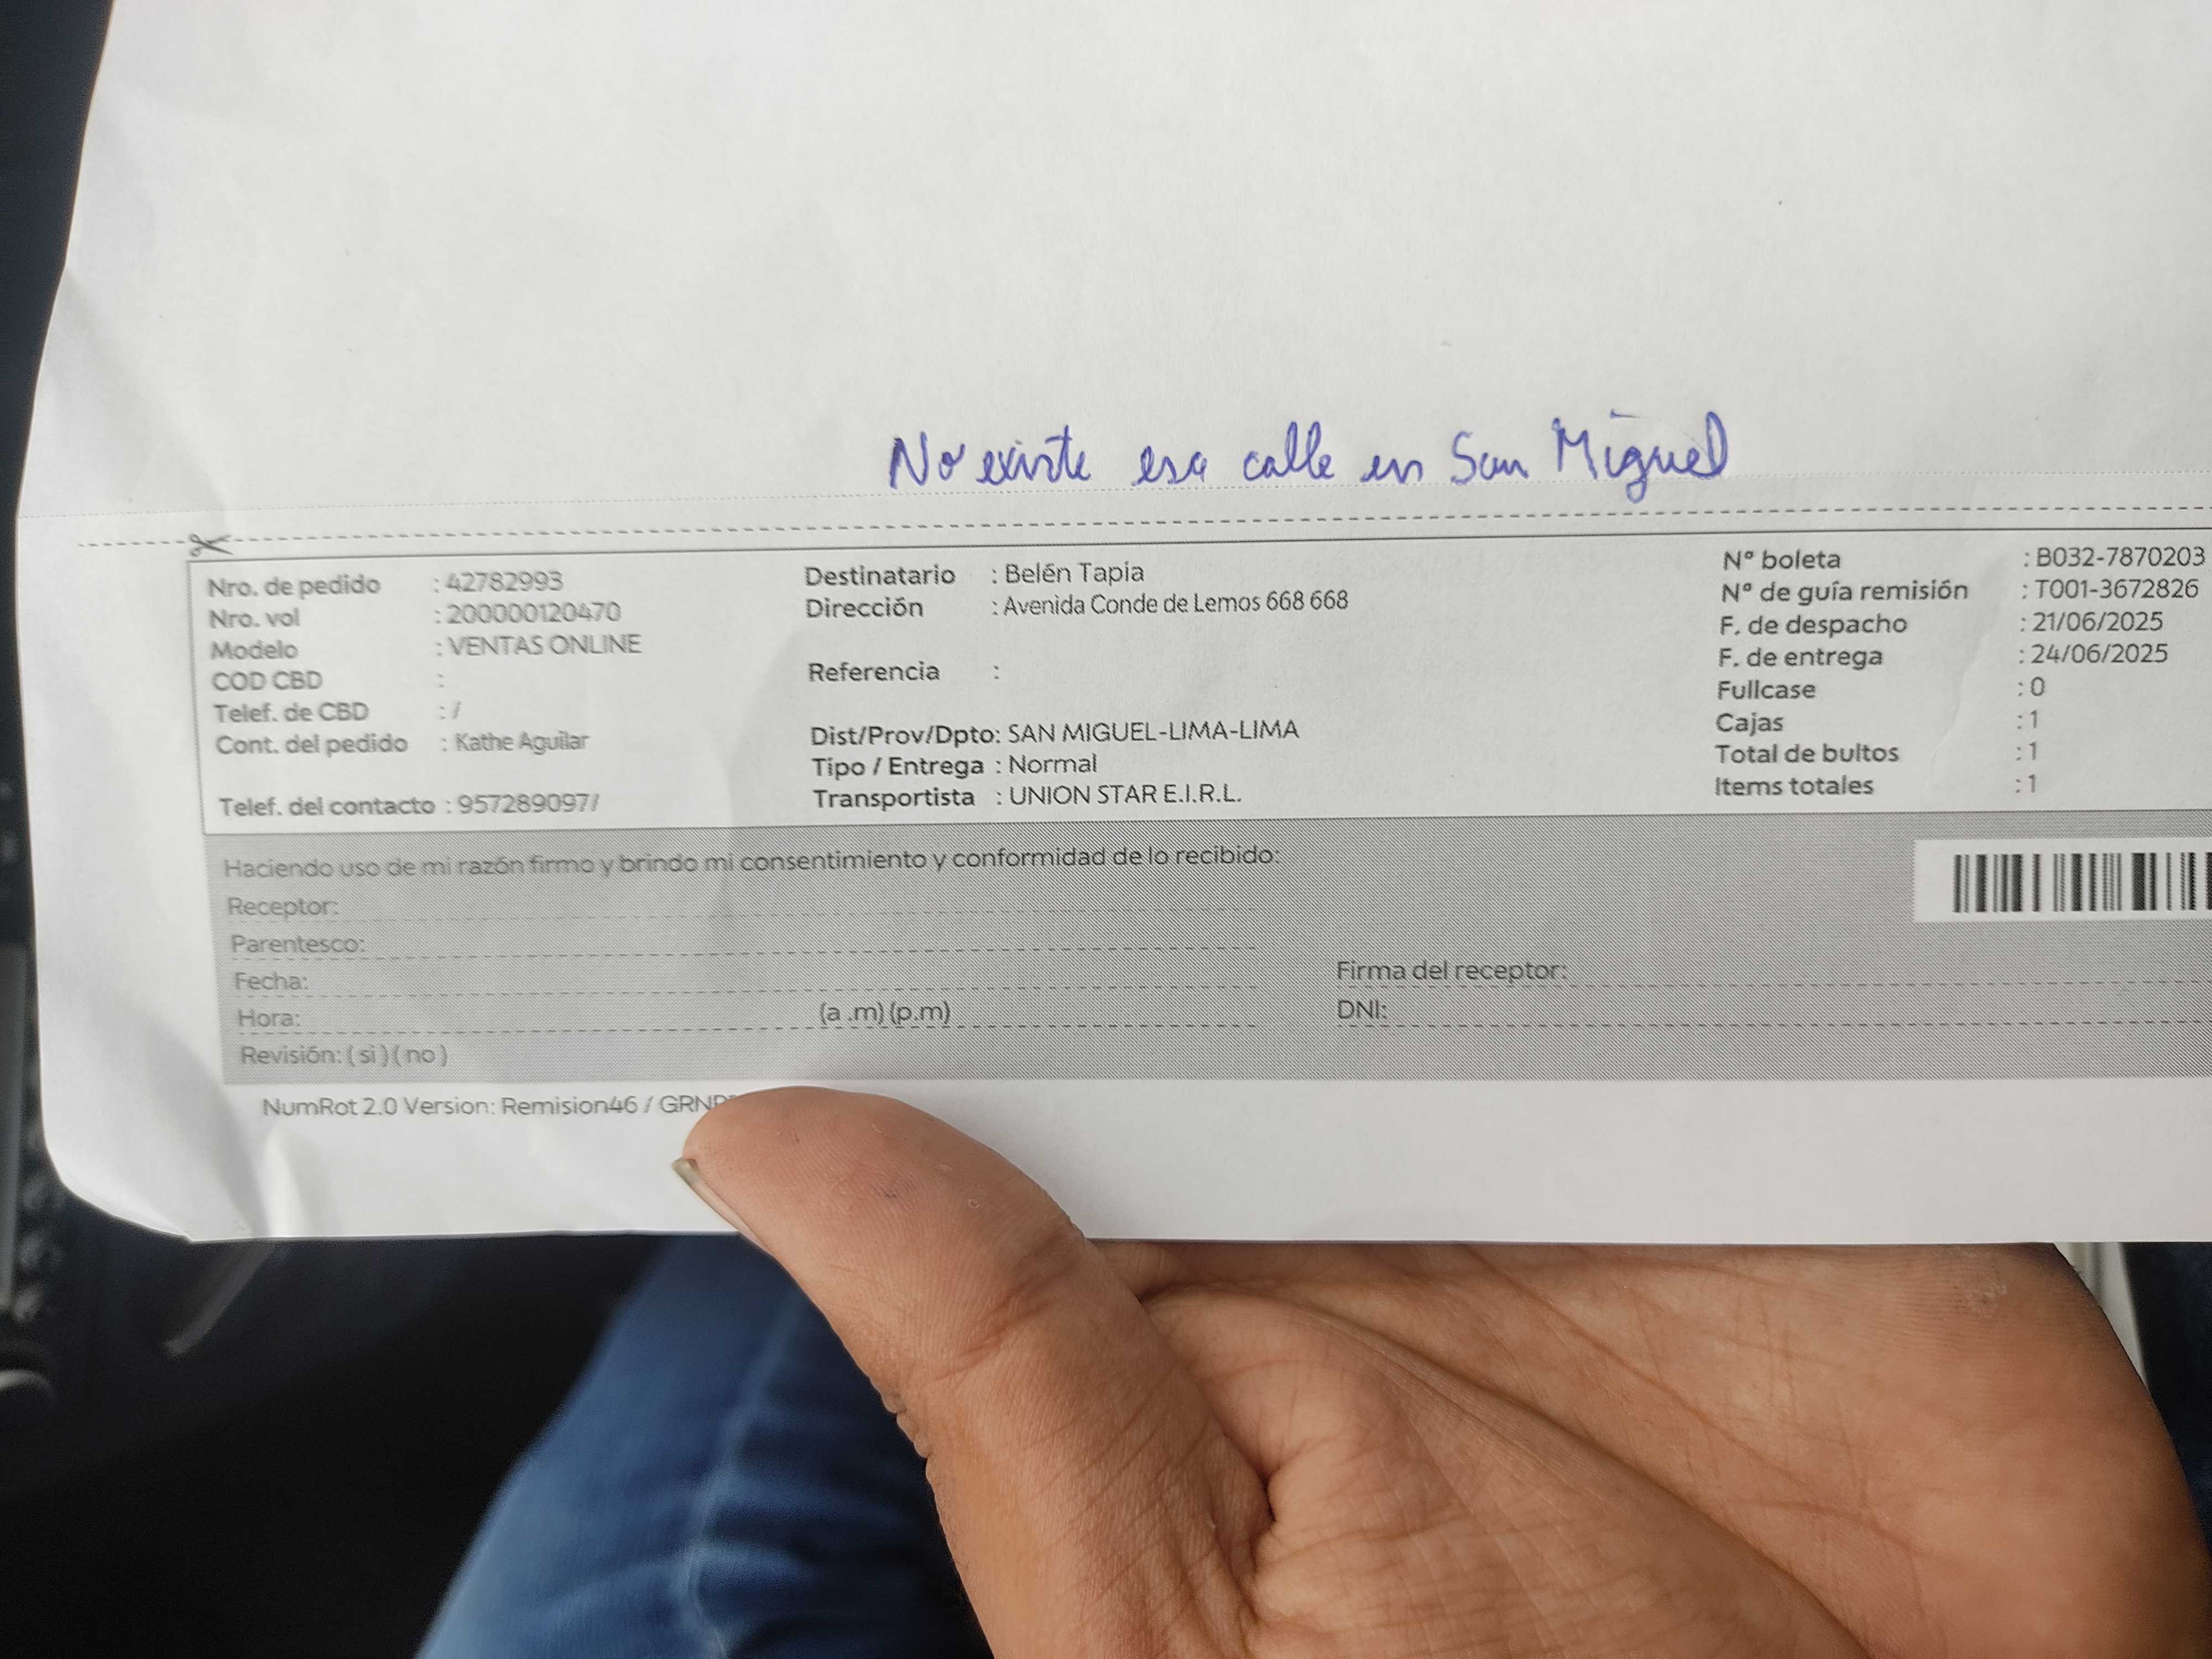 No existe esa calle en San Miguel
Nro. de pedido : 42782993
Nro. vol : 200000120470
Modelo : VENTAS ONLINE
COD CBD :
Telef. de CBD : /
Cont. del pedido : Kathe Aguilar
Telef. del contacto : 957289097/
Destinatario : Belén Tapia
Dirección : Avenida Conde de Lemos 668 668
Referencia :
Dist/Prov/Dpto: SAN MIGUEL-LIMA-LIMA
Tipo / Entrega : Normal
Transportista : UNION STAR E.I.R.L.
Nº boleta : B032-7870203
Nº de guía remisión : T001-3672826
F. de despacho : 21/06/2025
F. de entrega : 24/06/2025
Fullcase : 0
Cajas : 1
Total de bultos : 1
Items totales : 1
Haciendo uso de mi razón firmo y brindo mi consentimiento y conformidad de lo recibido:
Receptor:
Parentesco:
Fecha:
Hora: (a .m) (p.m)
Revisión: ( si ) ( no )
Firma del receptor:
DNI:
NumRot 2.0 Version: Remision46 /